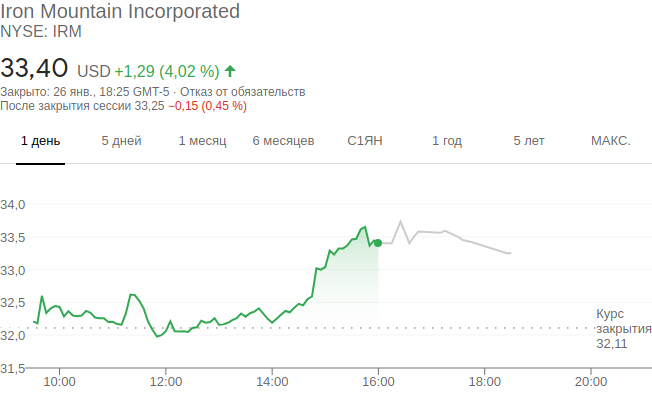 Iron Mountain Incorporated
NYSE: IRM
33,40 USD +1,29 (4,02 %)
Закрыто: 26 янв., 18:25 GMT-5 · Отказ от обязательств
После закрытия сессии 33,25 −0,15 (0,45 %)
1 день 5 дней 1 месяц 6 месяцев С1ЯН 1 год 5 лет МАКС.
34,0
33,5
33,0
32,5
32,0
31,5
Курс
закрытия
32,11
10:00 12:00 14:00 16:00 18:00 20:00